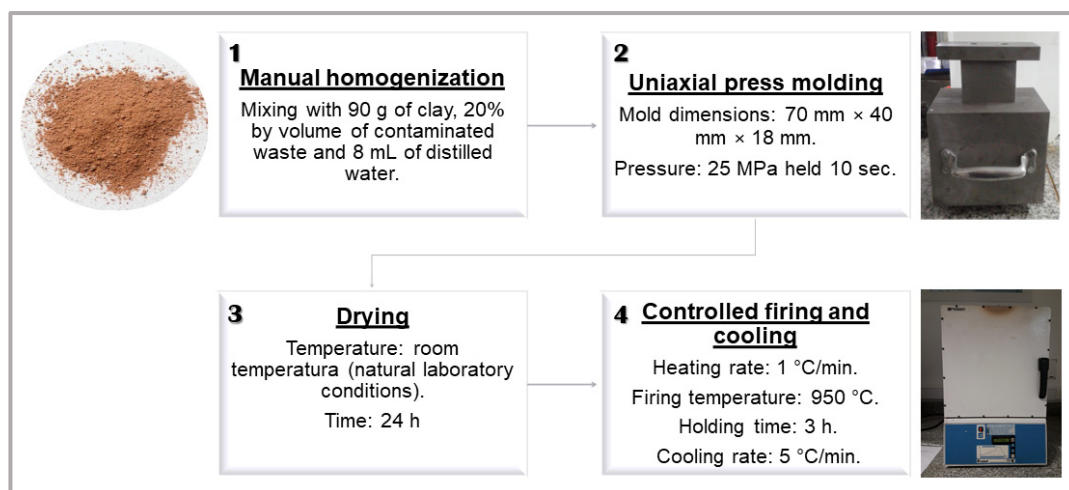 1
Manual homogenization
Mixing with 90 g of clay, 20%
by volume of contaminated
waste and 8 mL of distilled
water.
2
Uniaxial press molding
Mold dimensions: 70 mm × 40
mm × 18 mm.
Pressure: 25 MPa held 10 sec.
3
Drying
Temperature: room
temperatura (natural laboratory
conditions).
Time: 24 h
4
Controlled firing and
cooling
Heating rate: 1 °C/min.
Firing temperature: 950 °C.
Holding time: 3 h.
Cooling rate: 5 °C/min.